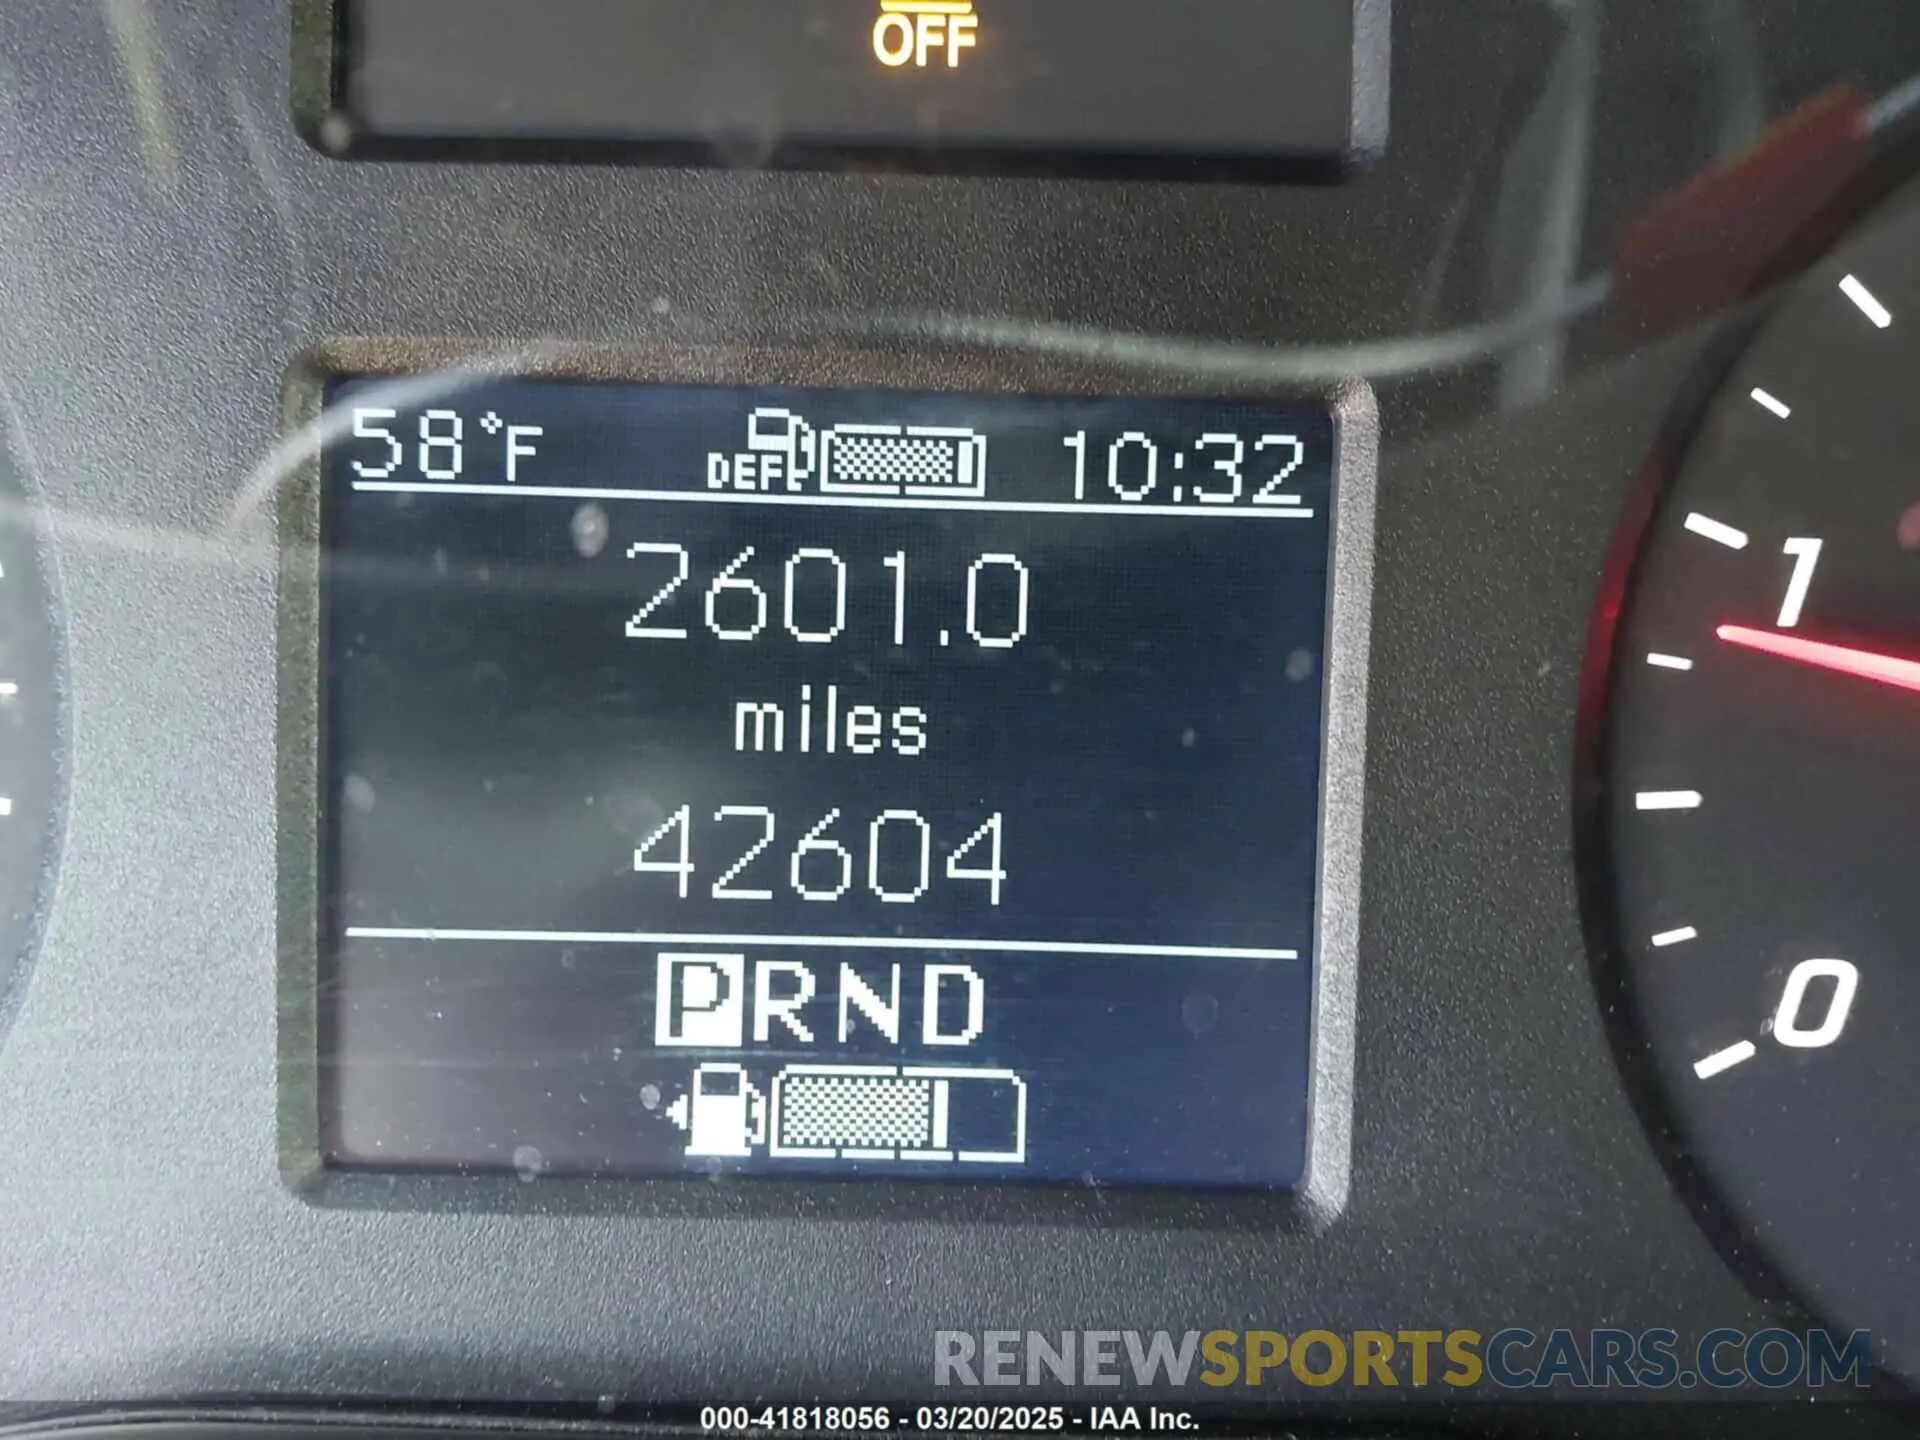 OFF
58°F DEF 10:32
2601.0
miles
42604
PRND
1
0
RENEWSPORTSCARS.COM
000-41818056 - 03/20/2025 - IAA Inc.